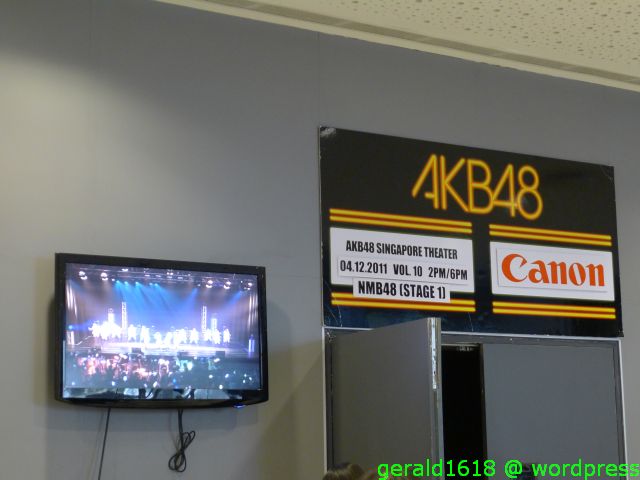 AKB48
AKB48 SINGAPORE THEATER
04.12.2011 VOL.10 2PM/6PM
NMB48 (STAGE 1)
Canon
gerald1618 @ wordpress